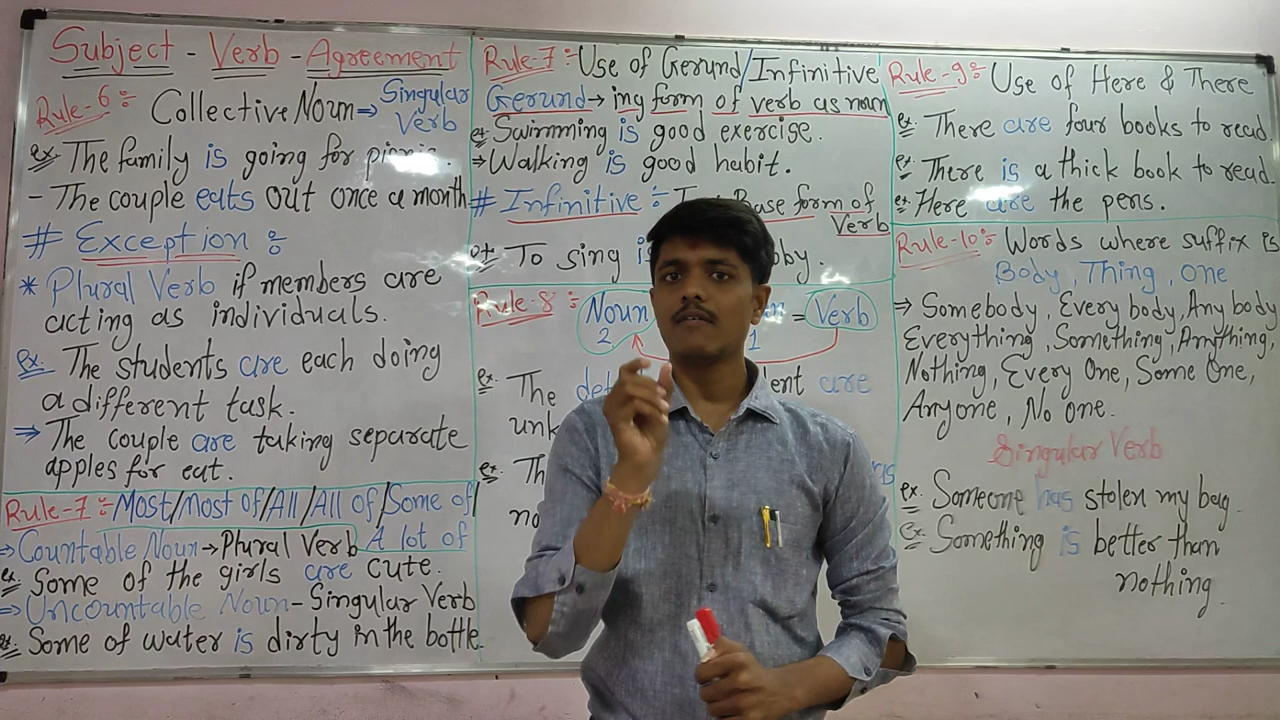 Subject - Verb - Agreement
Rule-6 :- Collective Noun ⇒ Singular
Verb
ex The family is going for picnic.
- The couple eats out once a month
# Exception :-
* Plural Verb if members are
acting as individuals.
ex. The students are each doing
a different task.
⇒ The couple are taking separate
apples for eat.
Rule-7 :- Most/Most of/All/All of/Some of/
A lot of
⇒ Countable Noun → Plural Verb
ex. Some of the girls are cute.
⇒ Uncountable Noun - Singular Verb
ex. Some of water is dirty in the bottle.
Rule-7 :- Use of Gerund/Infinitive
Gerund → ing form of verb as noun
ex. Swimming is good exercise.
⇒ Walking is good habit.
# Infinitive :- Base form of
Verb
To sing is
Rule-8 :- Noun = Verb
2 1
ex. The are
ex.
Rule-9 :- Use of Here & There
ex. There are four books to read.
ex. There is a thick book to read.
ex. Here are the pens.
Rule-10 :- Words where suffix is
Body, Thing, One
→ Somebody, Every body, Any body
Everything, Something, Anything,
Nothing, Every One, Some One,
Anyone, No one.
Singular Verb
ex. Someone has stolen my bag.
ex. Something is better than
nothing.